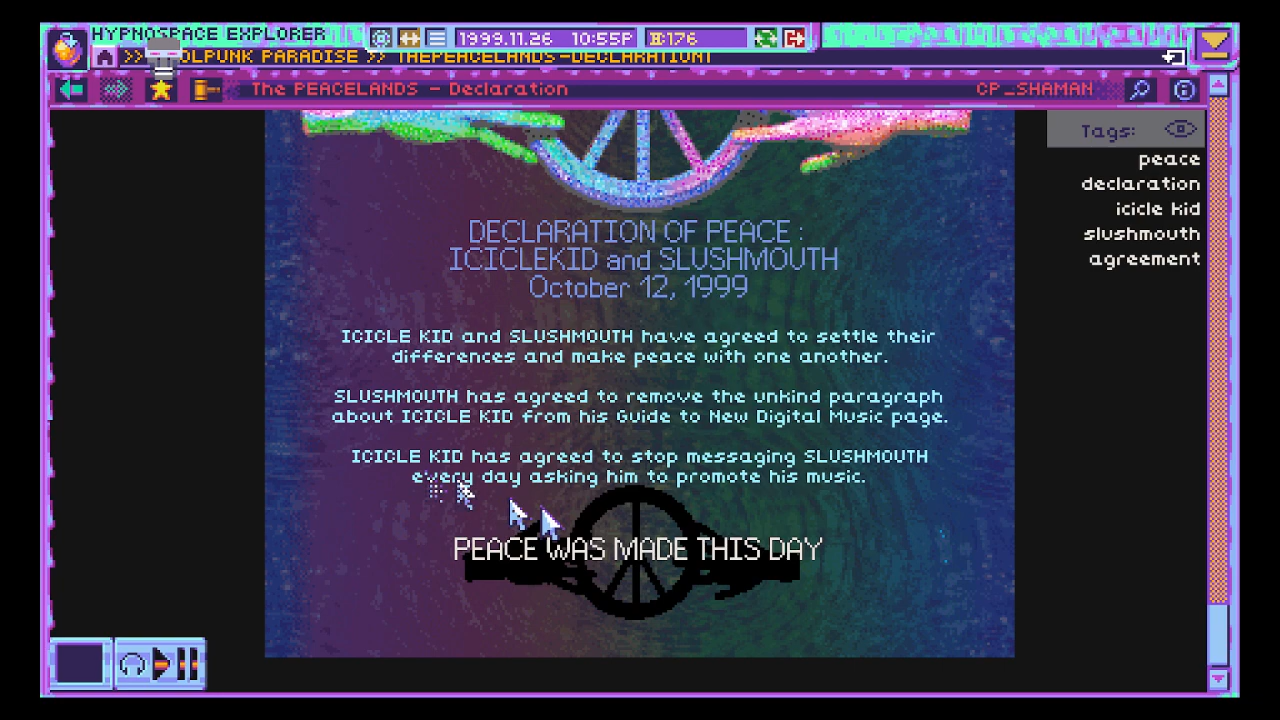 HYPNOSPACE EXPLORER
1999.11.26 10:55P
176
>> OLPUNK PARADISE >> THEPEACELANDS-DECLARATION1
The PEACELANDS - Declaration
CP_SHAMAN
Tags:
peace
declaration
icicle kid
slushmouth
agreement
DECLARATION OF PEACE :
ICICLEKID and SLUSHMOUTH
October 12, 1999
ICICLE KID and SLUSHMOUTH have agreed to settle their
differences and make peace with one another.
SLUSHMOUTH has agreed to remove the unkind paragraph
about ICICLE KID from his Guide to New Digital Music page.
ICICLE KID has agreed to stop messaging SLUSHMOUTH
every day asking him to promote his music.
PEACE WAS MADE THIS DAY